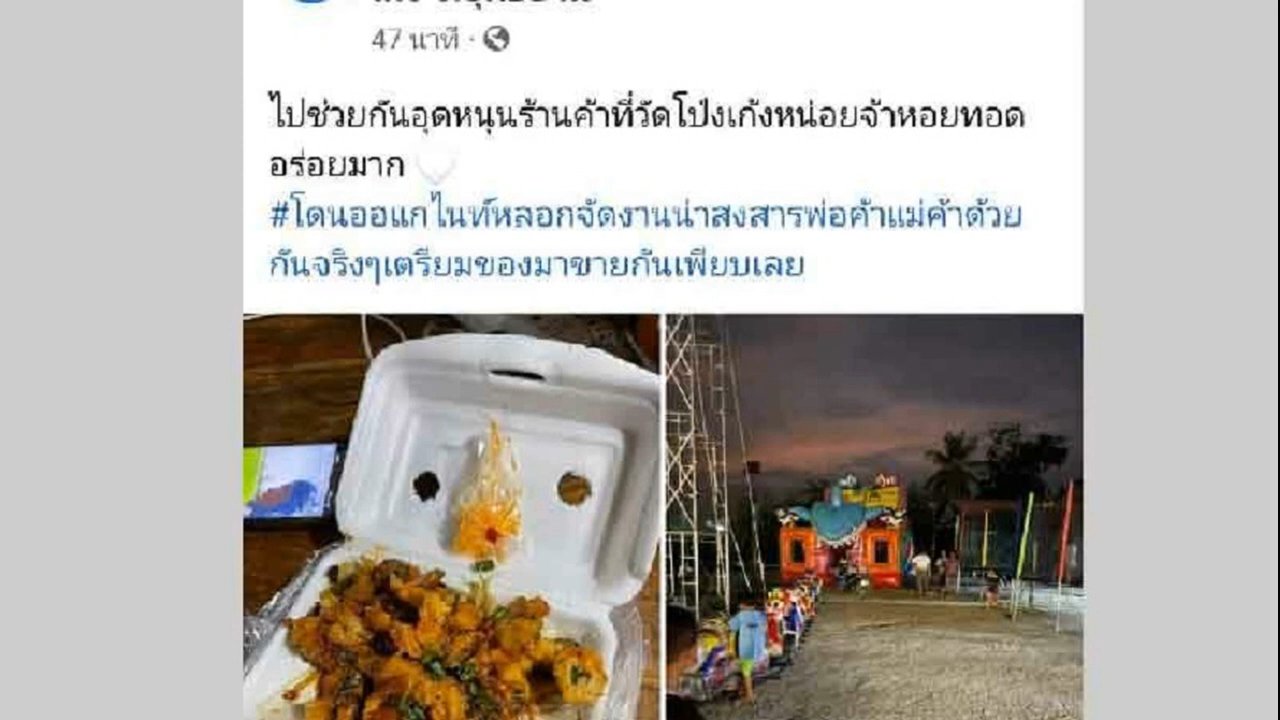 47 นาที ·
ไปช่วยกันอุดหนุนร้านค้าที่วัดโป่งเก้งหน่อยจ้าหอยทอด
อร่อยมาก
#โดนออแกไนท์หลอกจัดงานน่าสงสารพ่อค้าแม่ค้าด้วย
กันจริงๆเตรียมของมาขายกันเพียบเลย